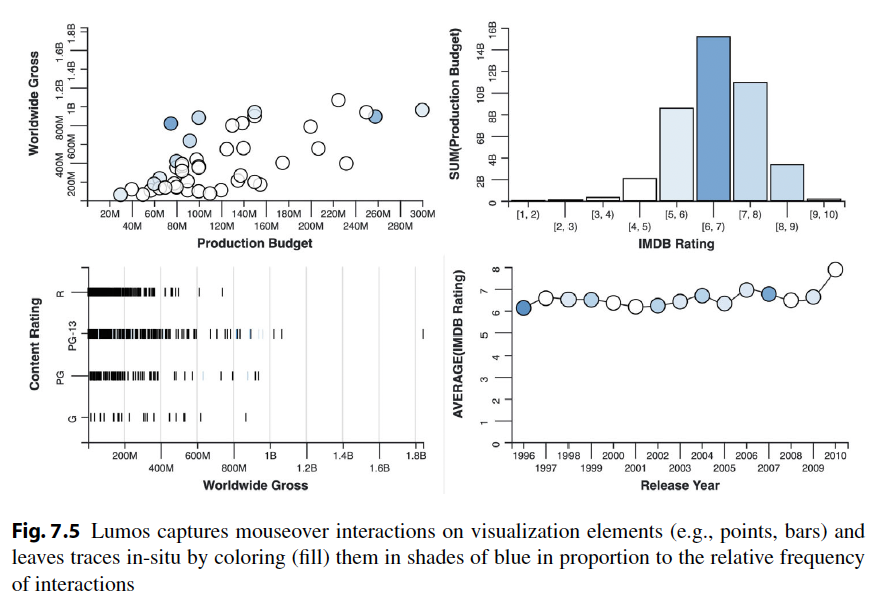 Worldwide Gross
1.8B
1.6B
1.4B
1.2B
1B
800M
600M
400M
200M
20M 60M 100M 140M 180M 220M 260M 300M
40M 80M 120M 160M 200M 240M 280M
Production Budget
SUM(Production Budget)
16B
14B
12B
10B
8B
6B
4B
2B
0
[1, 2) [3, 4) [5, 6) [7, 8) [9, 10)
[2, 3) [4, 5) [6, 7) [8, 9)
IMDB Rating
Content Rating
R
PG-13
PG
G
200M 600M 1B 1.4B 1.8B
400M 800M 1.2B 1.6B
Worldwide Gross
AVERAGE(IMDB Rating)
8
7
6
5
4
3
2
1
0
1996 1998 2000 2002 2004 2006 2008 2010
1997 1999 2001 2003 2005 2007 2009
Release Year
Fig. 7.5 Lumos captures mouseover interactions on visualization elements (e.g., points, bars) and
leaves traces in-situ by coloring (fill) them in shades of blue in proportion to the relative frequency
of interactions